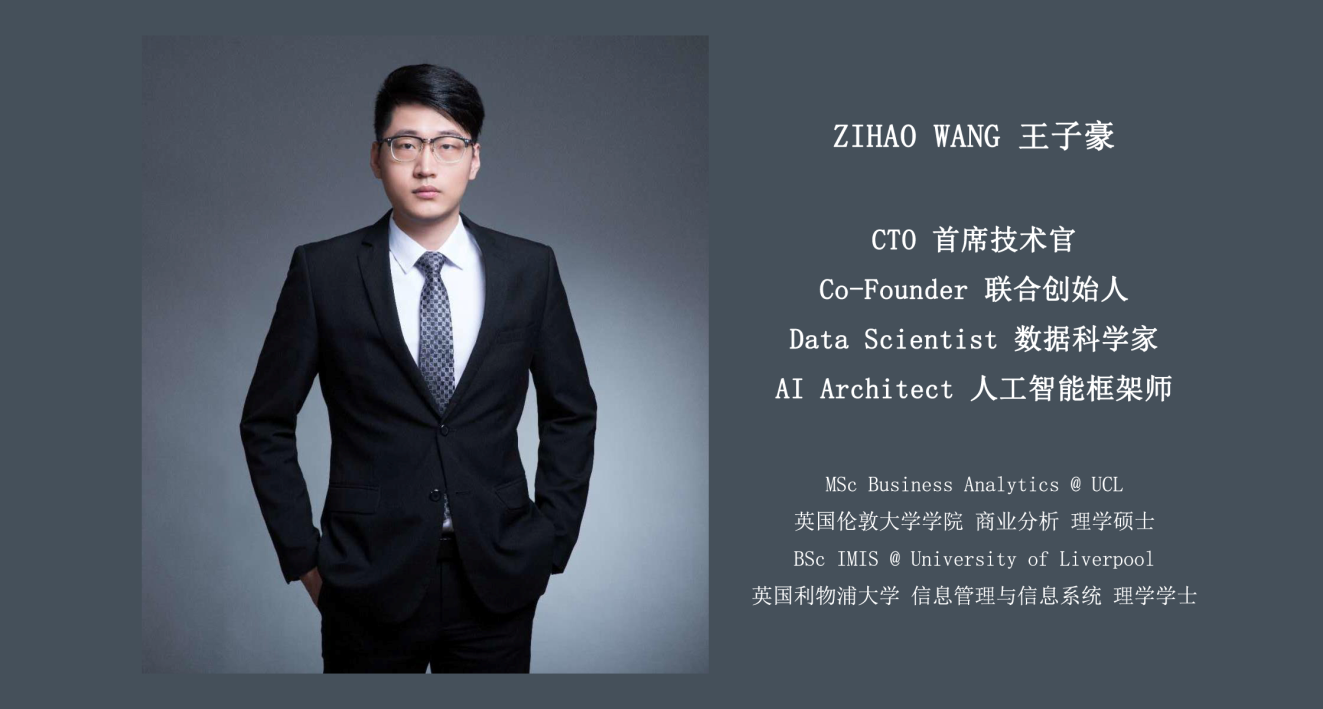 ZIHAO WANG 王子豪
CTO 首席技术官
Co-Founder 联合创始人
Data Scientist 数据科学家
AI Architect 人工智能框架师
MSc Business Analytics @ UCL
英国伦敦大学学院 商业分析 理学硕士
BSc IMIS @ University of Liverpool
英国利物浦大学 信息管理与信息系统 理学学士